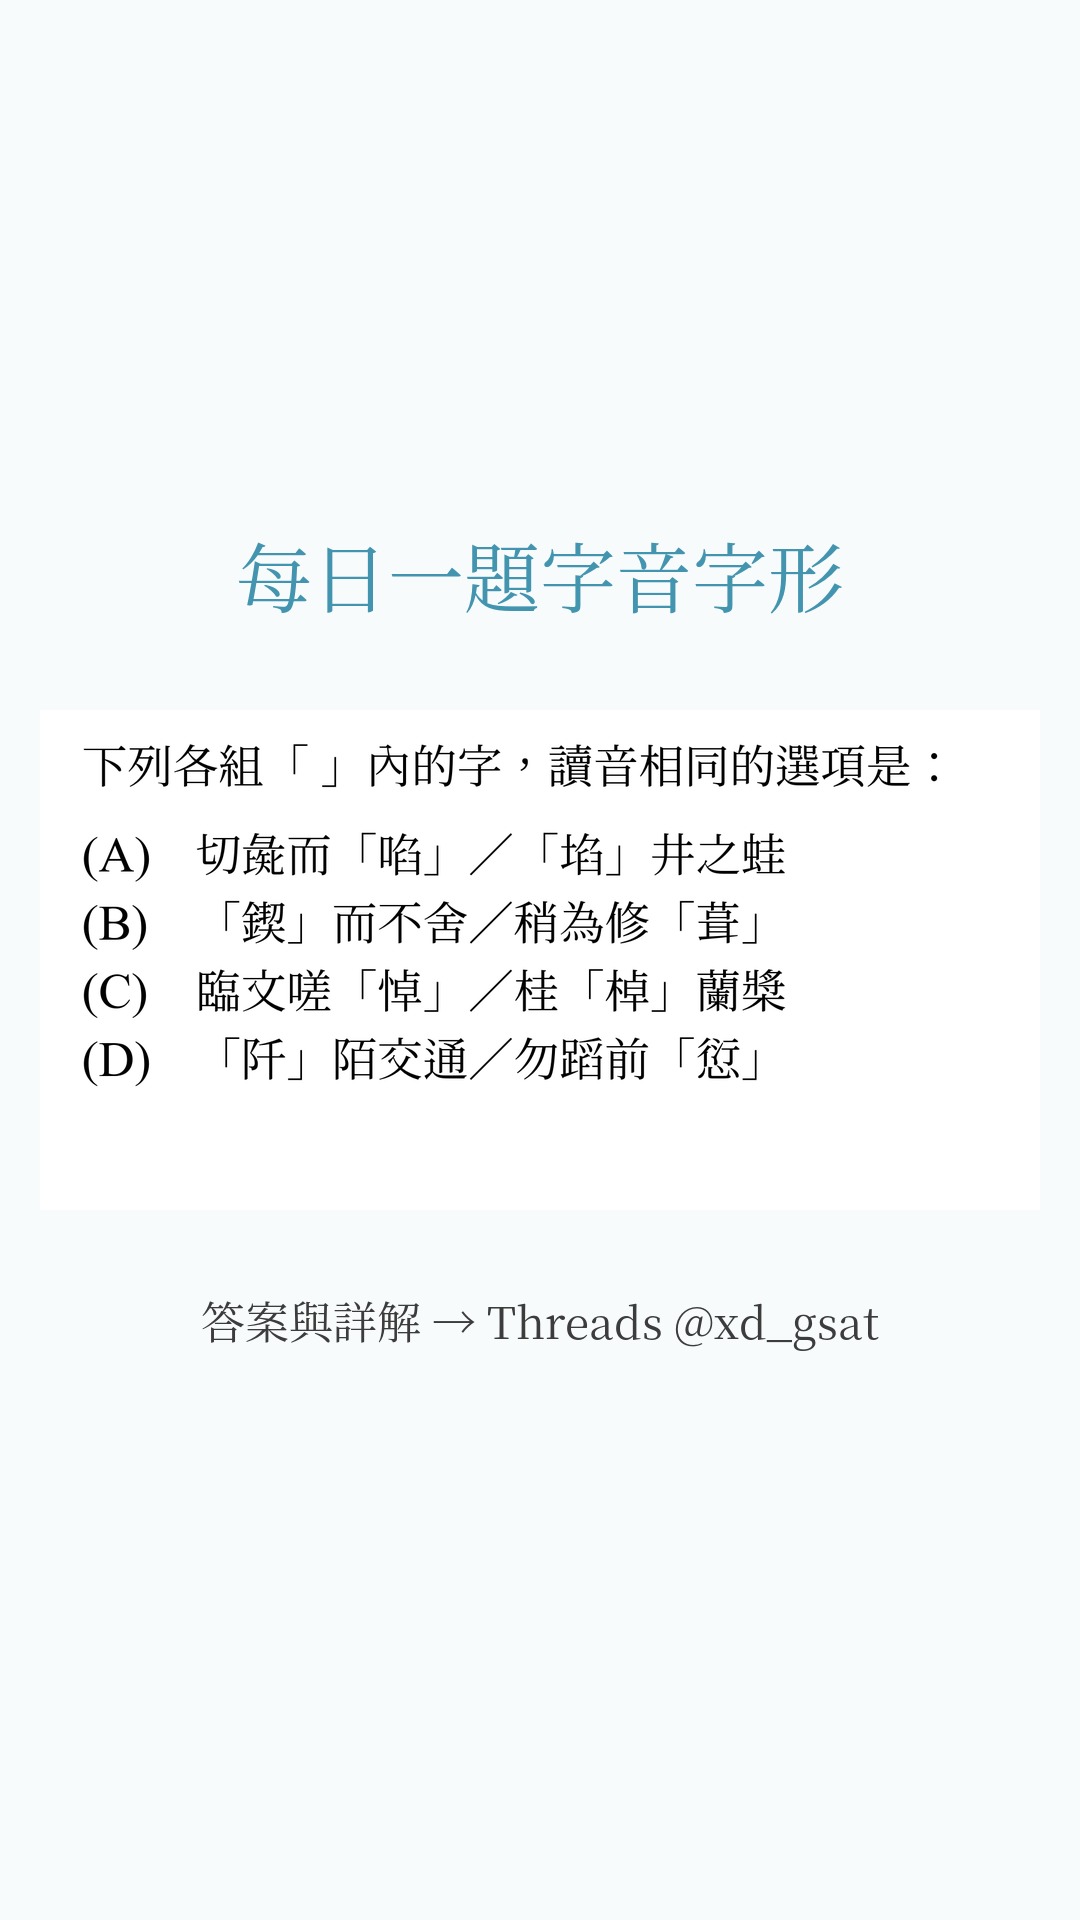 每日一題字音字形
下列各組「 」內的字，讀音相同的選項是：
(A) 切彘而「啗」／「埳」井之蛙
(B) 「鍥」而不舍／稍為修「葺」
(C) 臨文嗟「悼」／桂「棹」蘭槳
(D) 「阡」陌交通／勿蹈前「愆」
答案與詳解 → Threads @xd_gsat